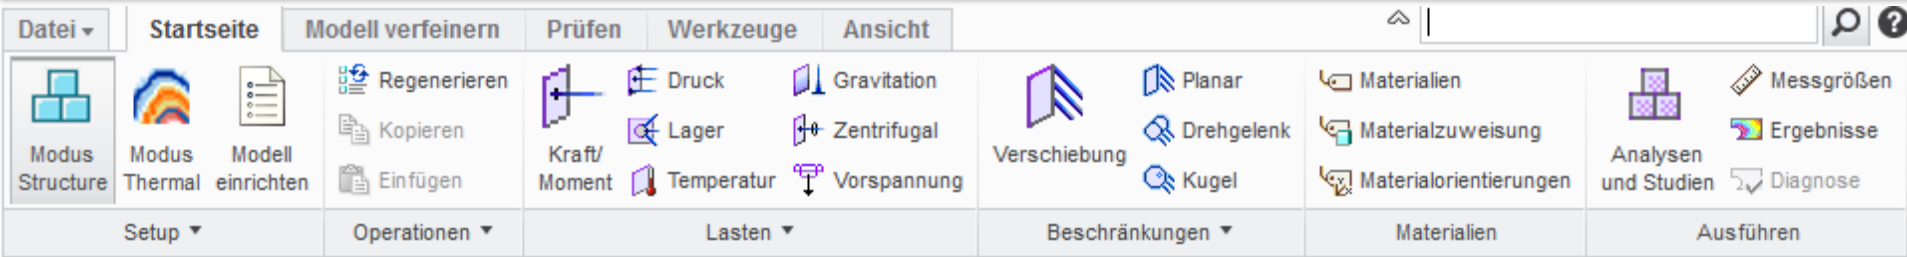 Datei Startseite Modell verfeinern Prüfen Werkzeuge Ansicht
Modus
Structure
Modus
Thermal
Modell
einrichten
Setup
Regenerieren
Kopieren
Einfügen
Operationen
Kraft/
Moment
Druck
Lager
Temperatur
Gravitation
Zentrifugal
Vorspannung
Lasten
Verschiebung
Planar
Drehgelenk
Kugel
Beschränkungen
Materialien
Materialzuweisung
Materialorientierungen
Materialien
Analysen
und Studien
Messgrößen
Ergebnisse
Diagnose
Ausführen